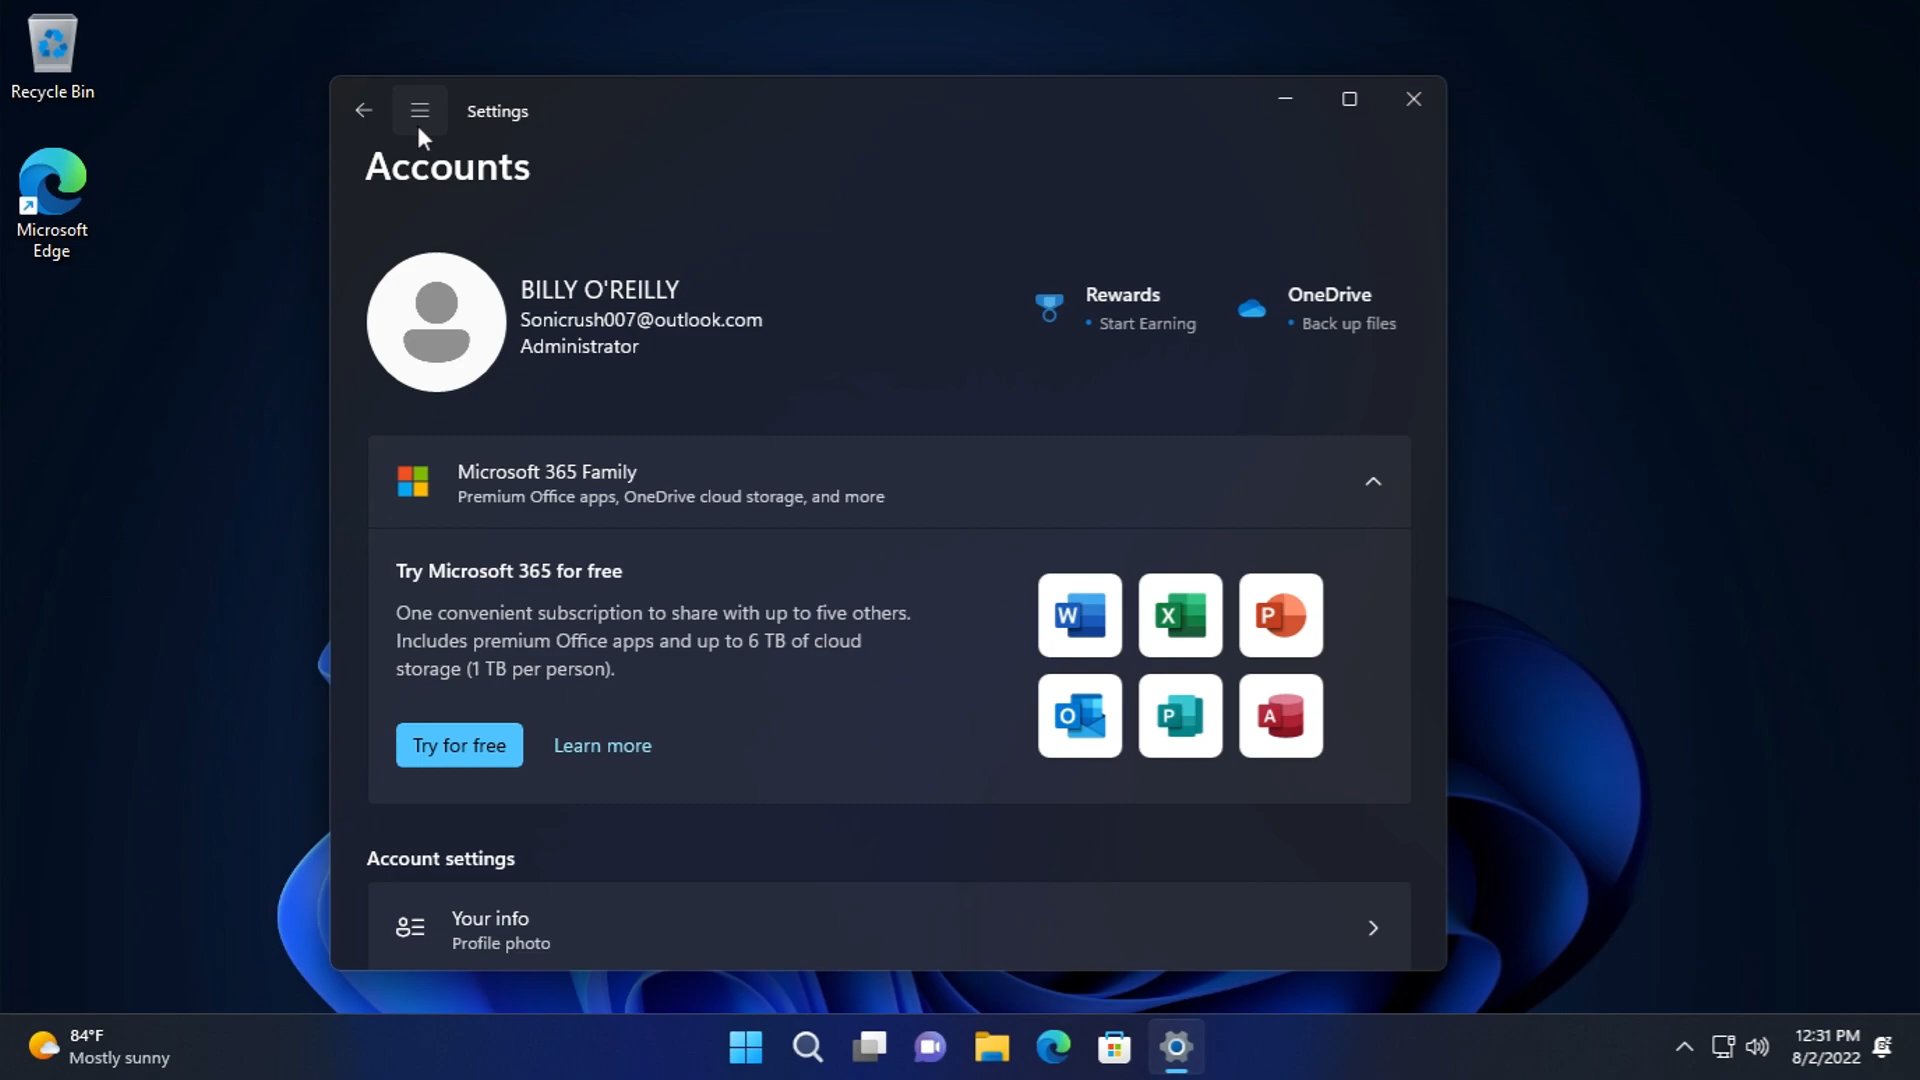 Recycle Bin
Microsoft
Edge
Settings
Accounts
BILLY O'REILLY
Sonicrush007@outlook.com
Administrator
Rewards
• Start Earning
OneDrive
• Back up files
Microsoft 365 Family
Premium Office apps, OneDrive cloud storage, and more
Try Microsoft 365 for free
One convenient subscription to share with up to five others.
Includes premium Office apps and up to 6 TB of cloud
storage (1 TB per person).
Try for free
Learn more
W
X
P
O
P
A
Account settings
Your info
Profile photo
84°F
Mostly sunny
12:31 PM
8/2/2022